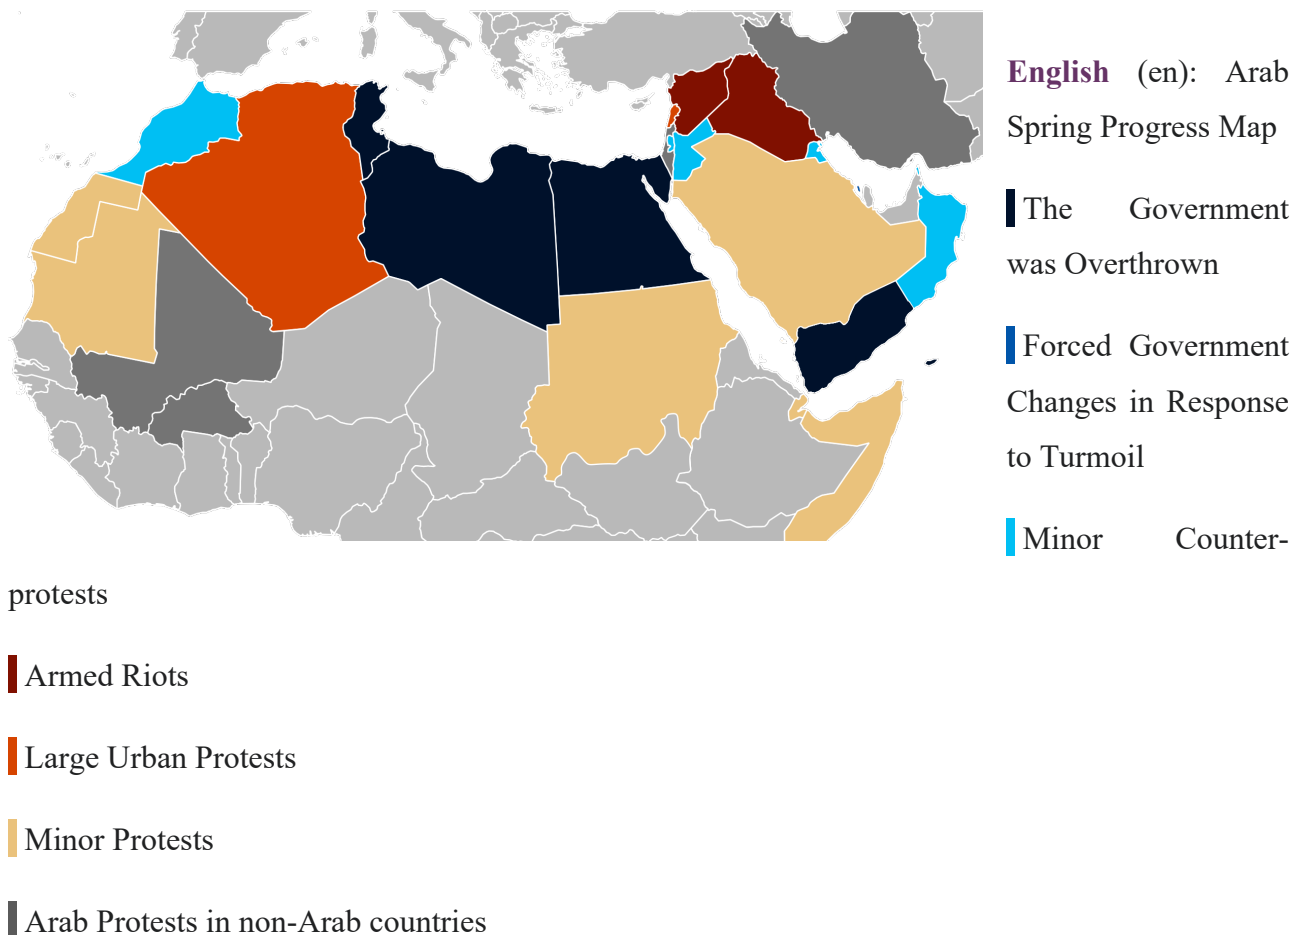 English (en): Arab
Spring Progress Map
The Government
was Overthrown
Forced Government
Changes in Response
to Turmoil
Minor Counter-
protests
Armed Riots
Large Urban Protests
Minor Protests
Arab Protests in non-Arab countries